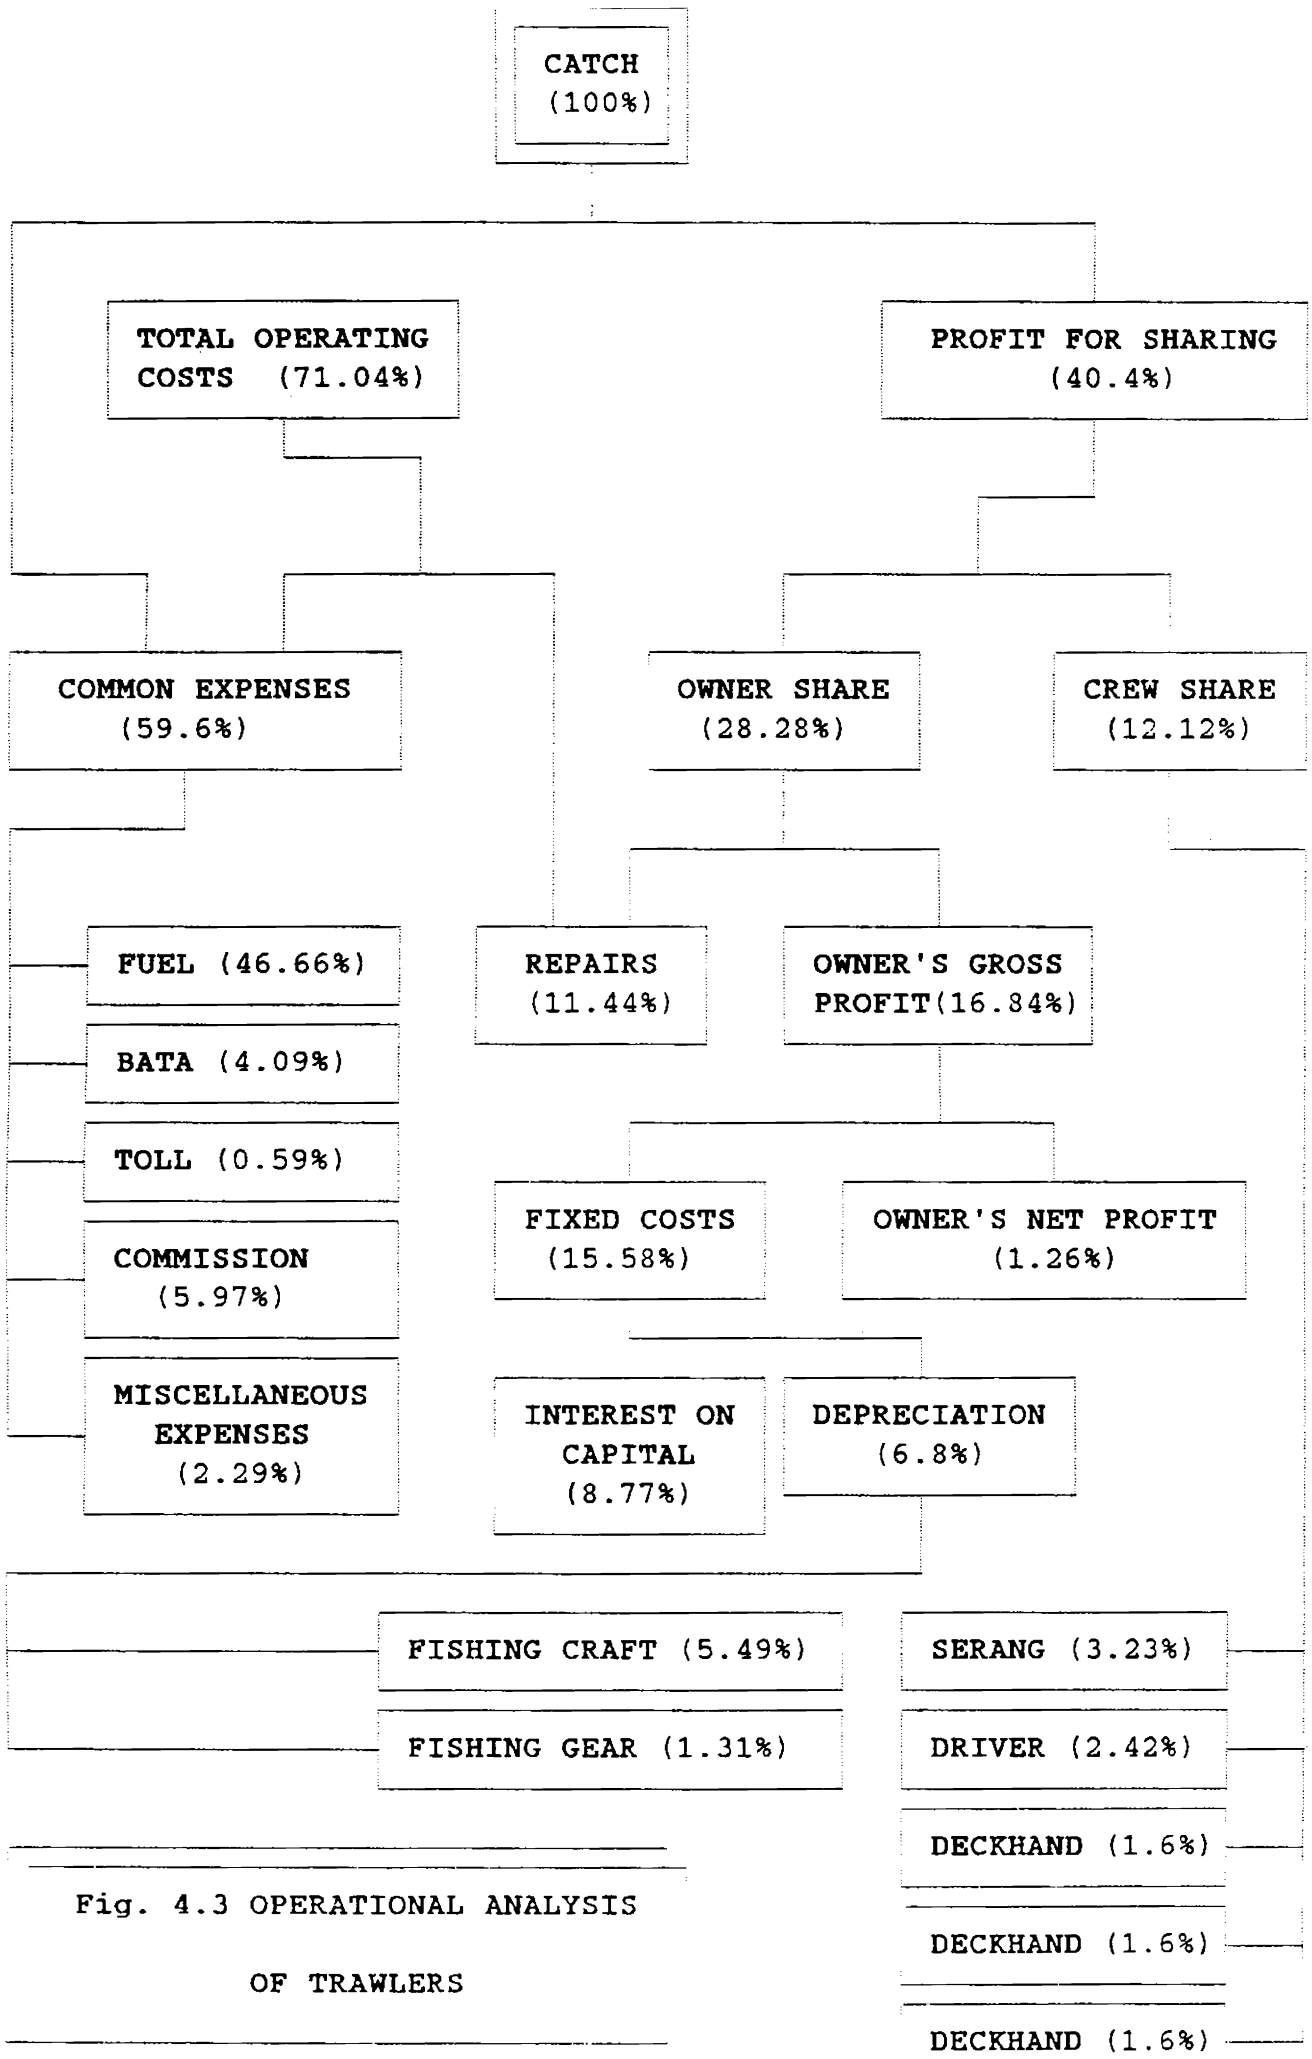 CATCH
(100%)
TOTAL OPERATING
COSTS (71.04%)
PROFIT FOR SHARING
(40.4%)
COMMON EXPENSES
(59.6%)
OWNER SHARE
(28.28%)
CREW SHARE
(12.12%)
FUEL (46.66%)
BATA (4.09%)
TOLL (0.59%)
COMMISSION
(5.97%)
MISCELLANEOUS
EXPENSES
(2.29%)
REPAIRS
(11.44%)
OWNER'S GROSS
PROFIT(16.84%)
FIXED COSTS
(15.58%)
OWNER'S NET PROFIT
(1.26%)
INTEREST ON
CAPITAL
(8.77%)
DEPRECIATION
(6.8%)
FISHING CRAFT (5.49%)
FISHING GEAR (1.31%)
SERANG (3.23%)
DRIVER (2.42%)
DECKHAND (1.6%)
DECKHAND (1.6%)
DECKHAND (1.6%)
Fig. 4.3 OPERATIONAL ANALYSIS
OF TRAWLERS